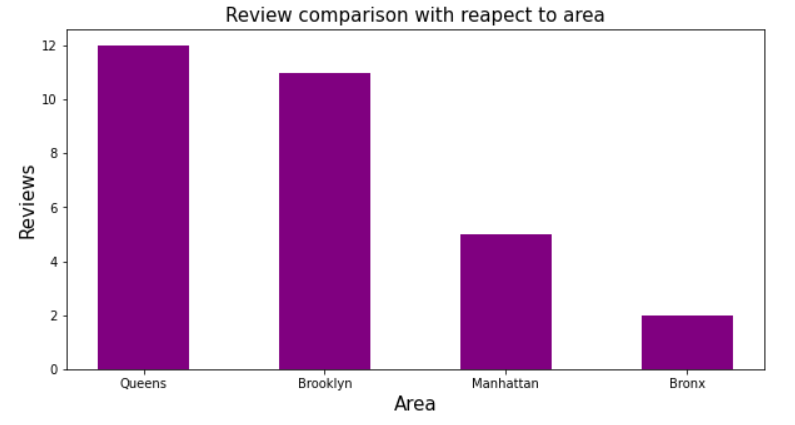 Review comparison with reapect to area
Reviews
12
10
8
6
4
2
0
Queens Brooklyn Manhattan Bronx
Area